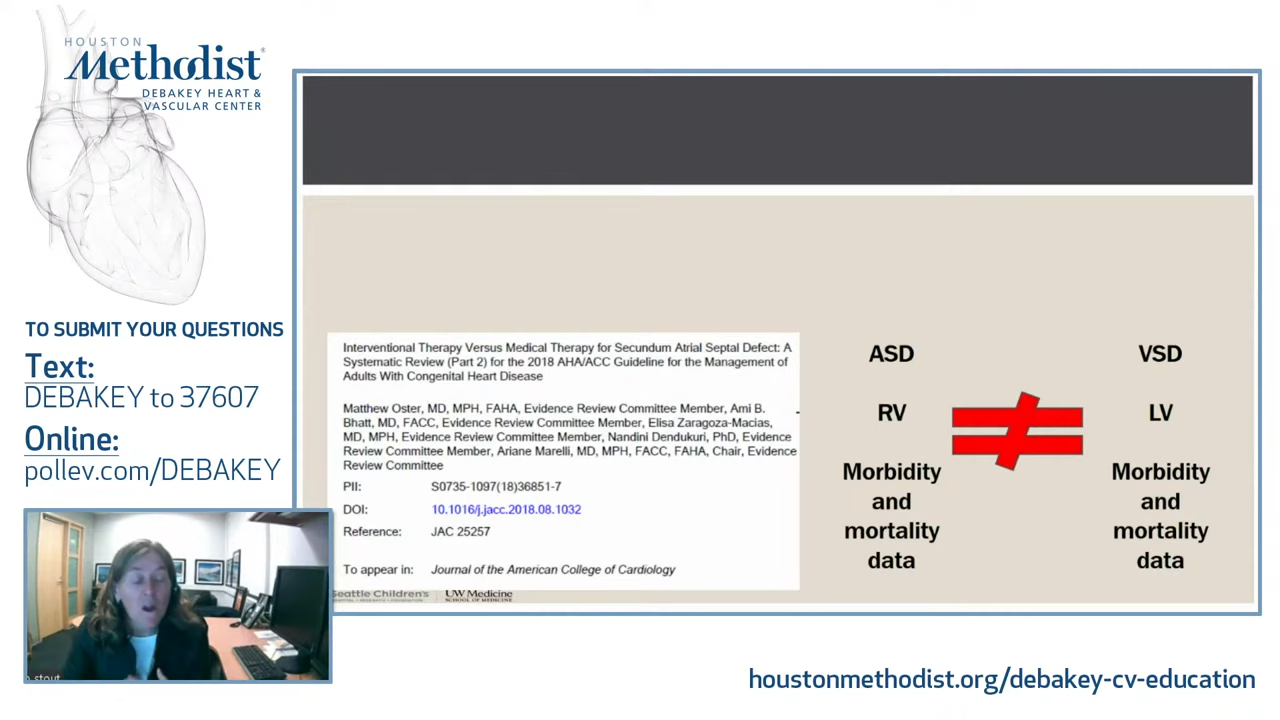 HOUSTON
Methodist®
DEBAKEY HEART &
VASCULAR CENTER
TO SUBMIT YOUR QUESTIONS
Text:
DEBAKEY to 37607
Online:
pollev.com/DEBAKEY
Interventional Therapy Versus Medical Therapy for Secundum Atrial Septal Defect: A
Systematic Review (Part 2) for the 2018 AHA/ACC Guideline for the Management of
Adults With Congenital Heart Disease
Matthew Oster, MD, MPH, FAHA, Evidence Review Committee Member, Ami B.
Bhatt, MD, FACC, Evidence Review Committee Member, Elisa Zaragoza-Macias,
MD, MPH, Evidence Review Committee Member, Nandini Dendukuri, PhD, Evidence
Review Committee Member, Ariane Marelli, MD, MPH, FACC, FAHA, Chair, Evidence
Review Committee
PII: S0735-1097(18)36851-7
DOI: 10.1016/j.jacc.2018.08.1032
Reference: JAC 25257
To appear in: Journal of the American College of Cardiology
Seattle Children's
UW Medicine
SCHOOL OF MEDICINE
ASD
RV
Morbidity
and
mortality
data
VSD
LV
Morbidity
and
mortality
data
stout
houstonmethodist.org/debakey-cv-education